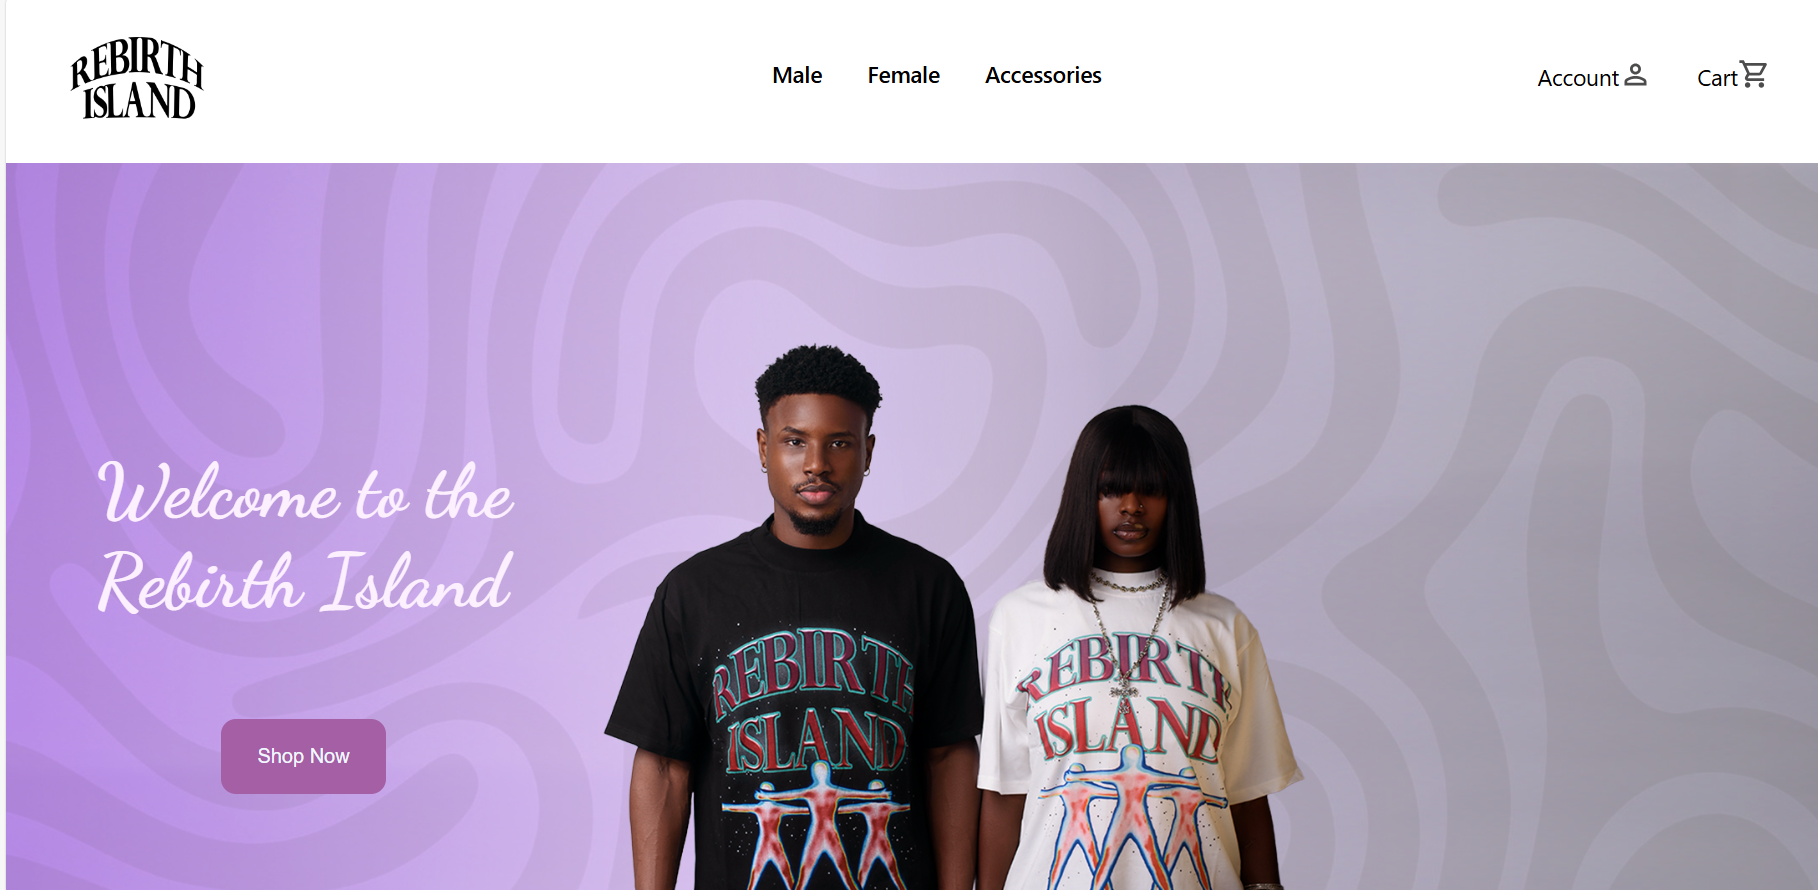 REBIRTH
ISLAND
Male Female Accessories
Account Cart
Welcome to the
Rebirth Island
Shop Now
REBIRTH
ISLAND
REBIRTH
ISLAND